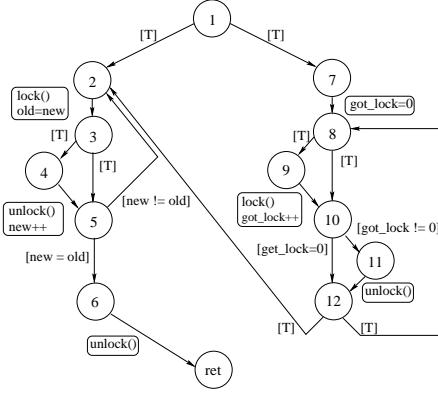 1
[T]
[T]
2
7
lock()
old=new
got_lock=0
[T]
3
[T]
8
[T]
[T]
4
9
unlock()
new++
5
[new != old]
lock()
got_lock++
10
[got_lock != 0]
[new = old]
[get_lock=0]
11
unlock()
6
12
[T]
[T]
unlock()
ret